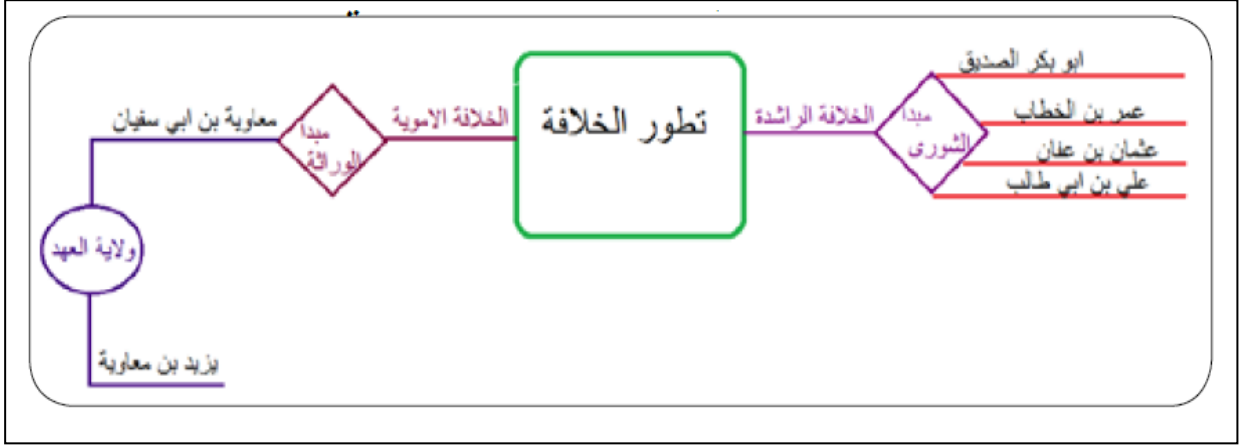 تطور الخلافة
الخلافة الراشدة
مبدا
الشورى
ابو بكر الصديق
عمر بن الخطاب
عثمان بن عفان
علي بن ابي طالب
الخلافة الاموية
مبدا
الوراثة
معاوية بن ابي سفيان
ولاية العهد
يزيد بن معاوية